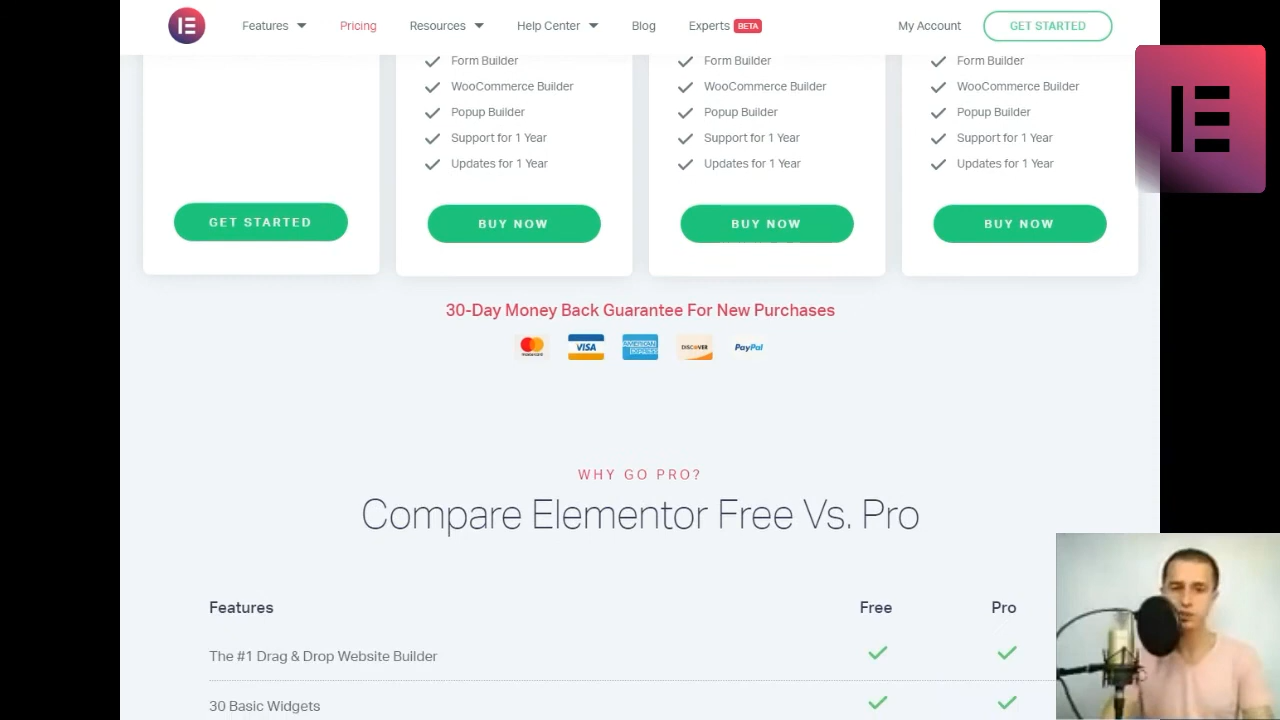 Features Pricing Resources Help Center Blog Experts BETA My Account GET STARTED
Form Builder Form Builder Form Builder
WooCommerce Builder WooCommerce Builder WooCommerce Builder
Popup Builder Popup Builder Popup Builder
Support for 1 Year Support for 1 Year Support for 1 Year
Updates for 1 Year Updates for 1 Year Updates for 1 Year
GET STARTED BUY NOW BUY NOW BUY NOW
30-Day Money Back Guarantee For New Purchases
mastercard VISA AMERICAN EXPRESS DISCOVER PayPal
WHY GO PRO?
Compare Elementor Free Vs. Pro
Features Free Pro
The #1 Drag & Drop Website Builder
30 Basic Widgets